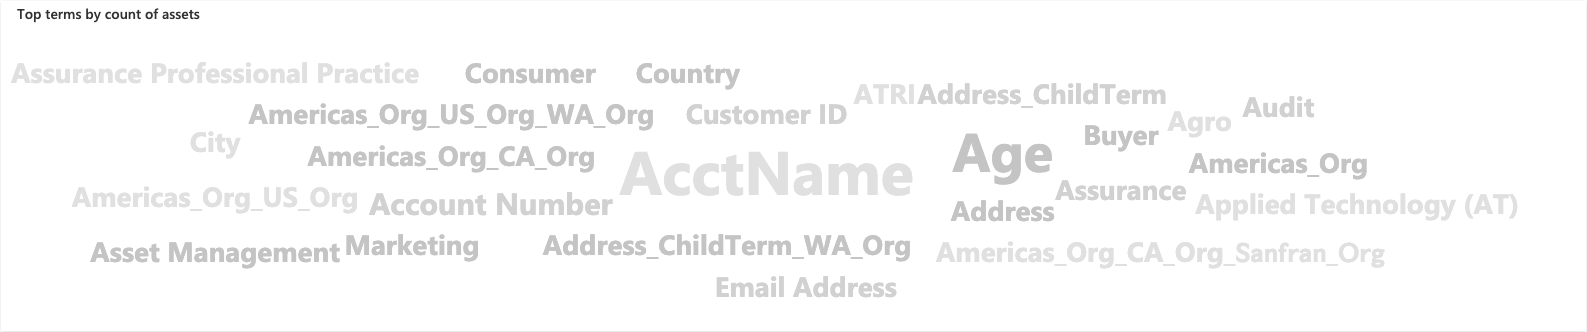 Top terms by count of assets
Assurance Professional Practice
Consumer
Country
ATRI
Address_ChildTerm
Audit
Americas_Org_US_Org_WA_Org
Customer ID
Agro
Buyer
City
Americas_Org_CA_Org
AcctName
Age
Americas_Org
Americas_Org_US_Org
Account Number
Assurance
Address
Applied Technology (AT)
Asset Management
Marketing
Address_ChildTerm_WA_Org
Americas_Org_CA_Org_Sanfran_Org
Email Address